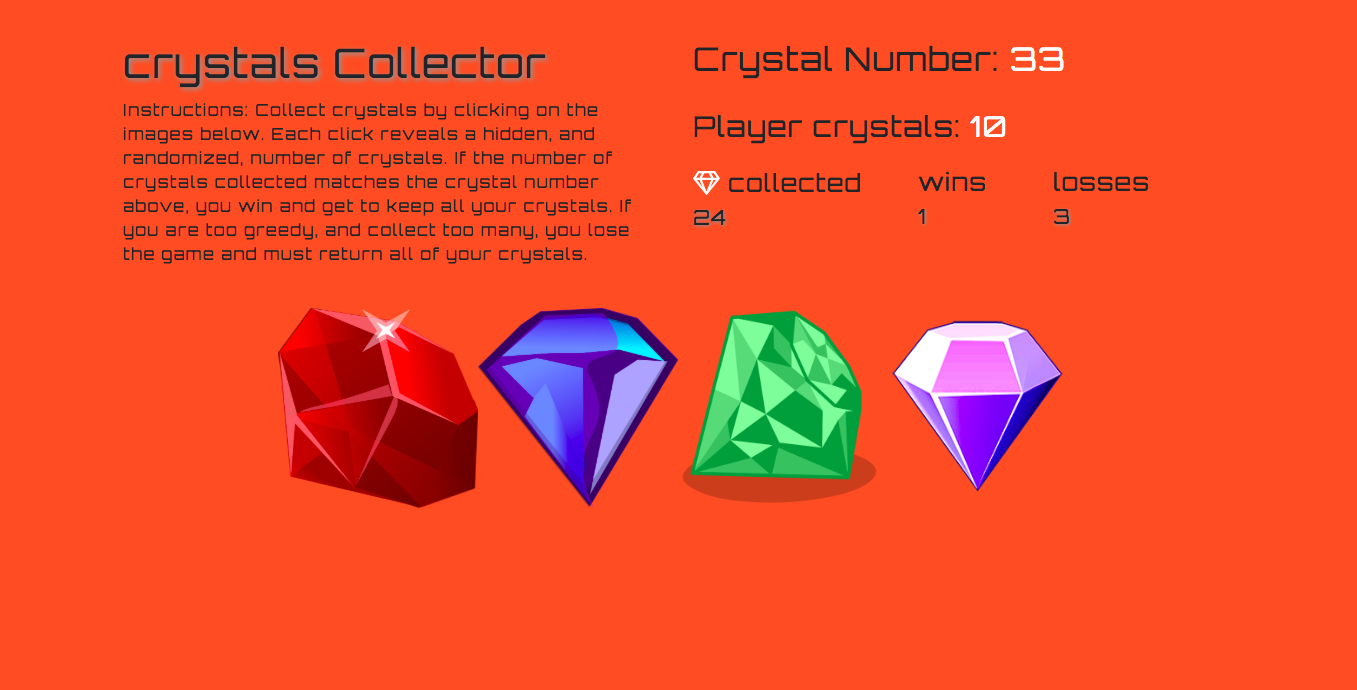 crystals Collector
Instructions: Collect crystals by clicking on the
images below. Each click reveals a hidden, and
randomized, number of crystals. If the number of
crystals collected matches the crystal number
above, you win and get to keep all your crystals. If
you are too greedy, and collect too many, you lose
the game and must return all of your crystals.
Crystal Number: 33
Player crystals: 10
collected wins losses
24 1 3